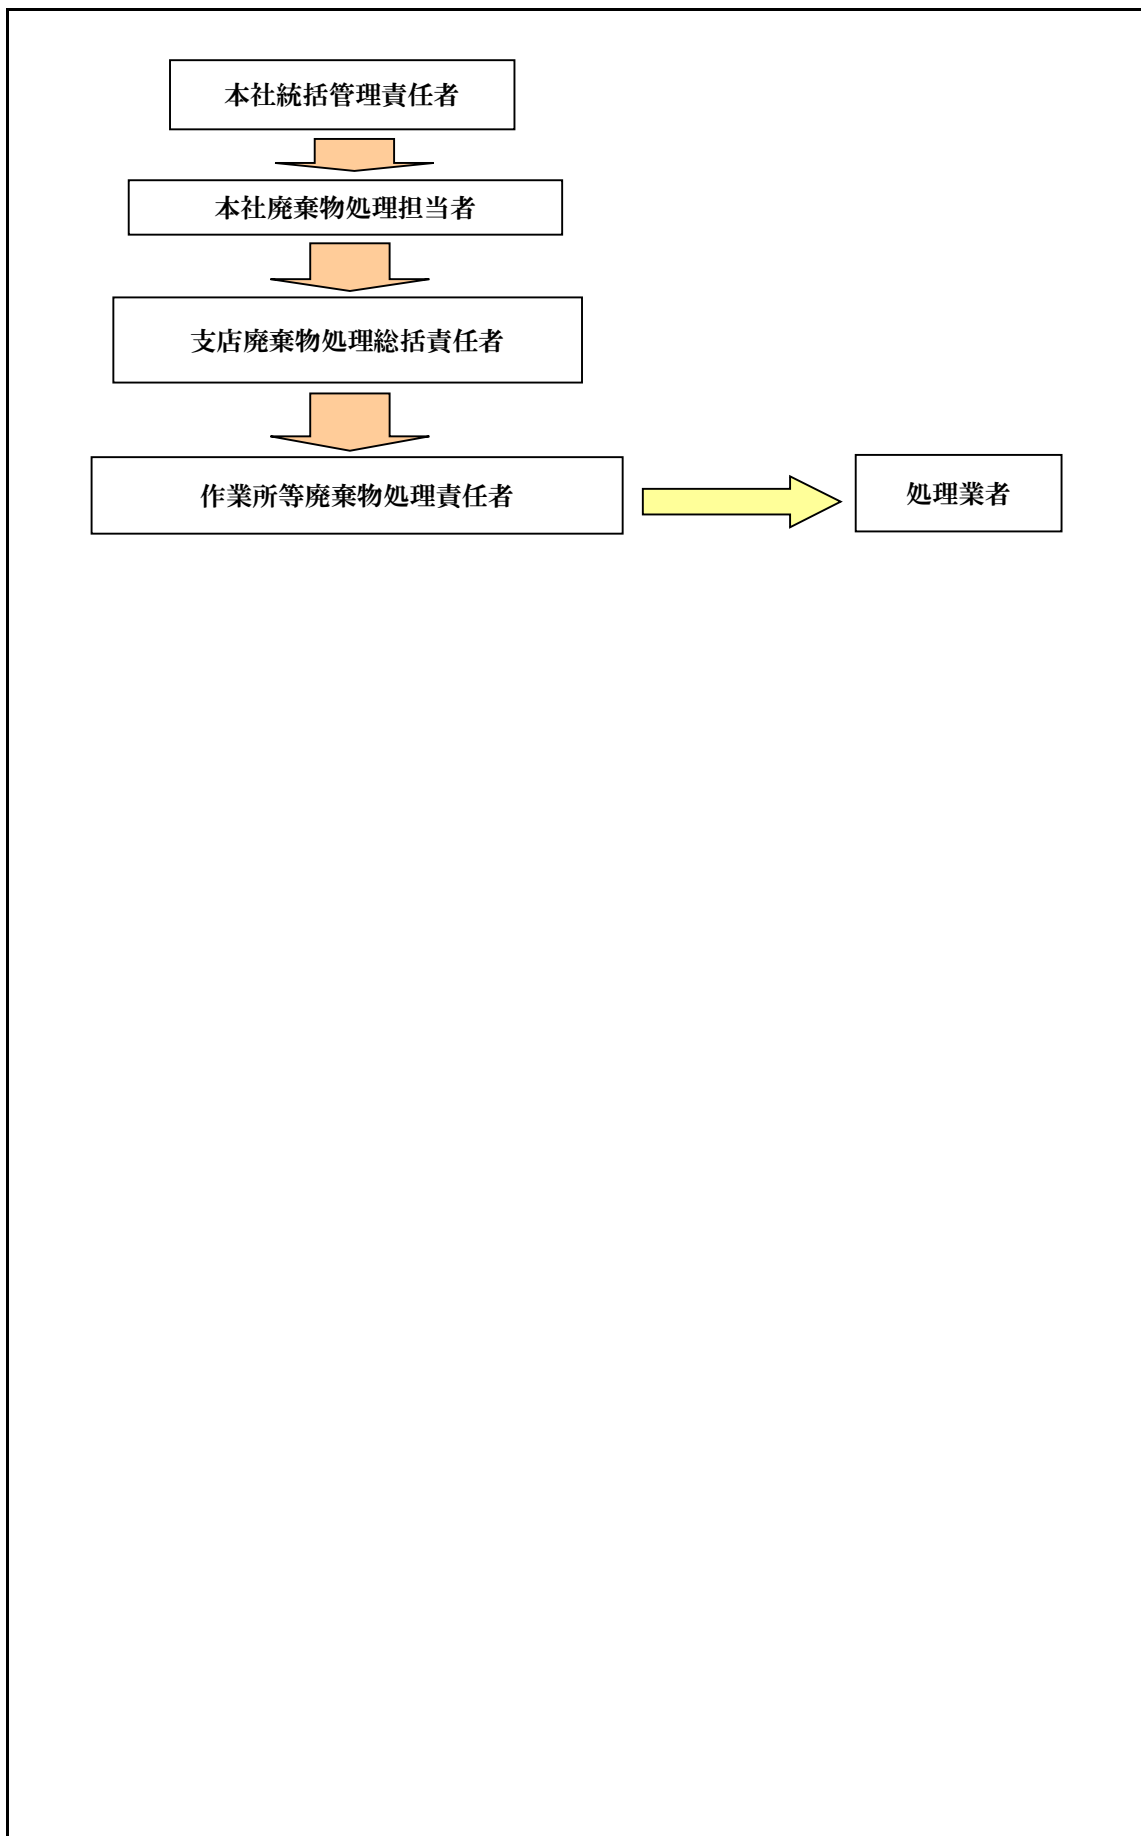 本社統括管理責任者
本社廃棄物処理担当者
支店廃棄物処理総括責任者
作業所等廃棄物処理責任者
処理業者